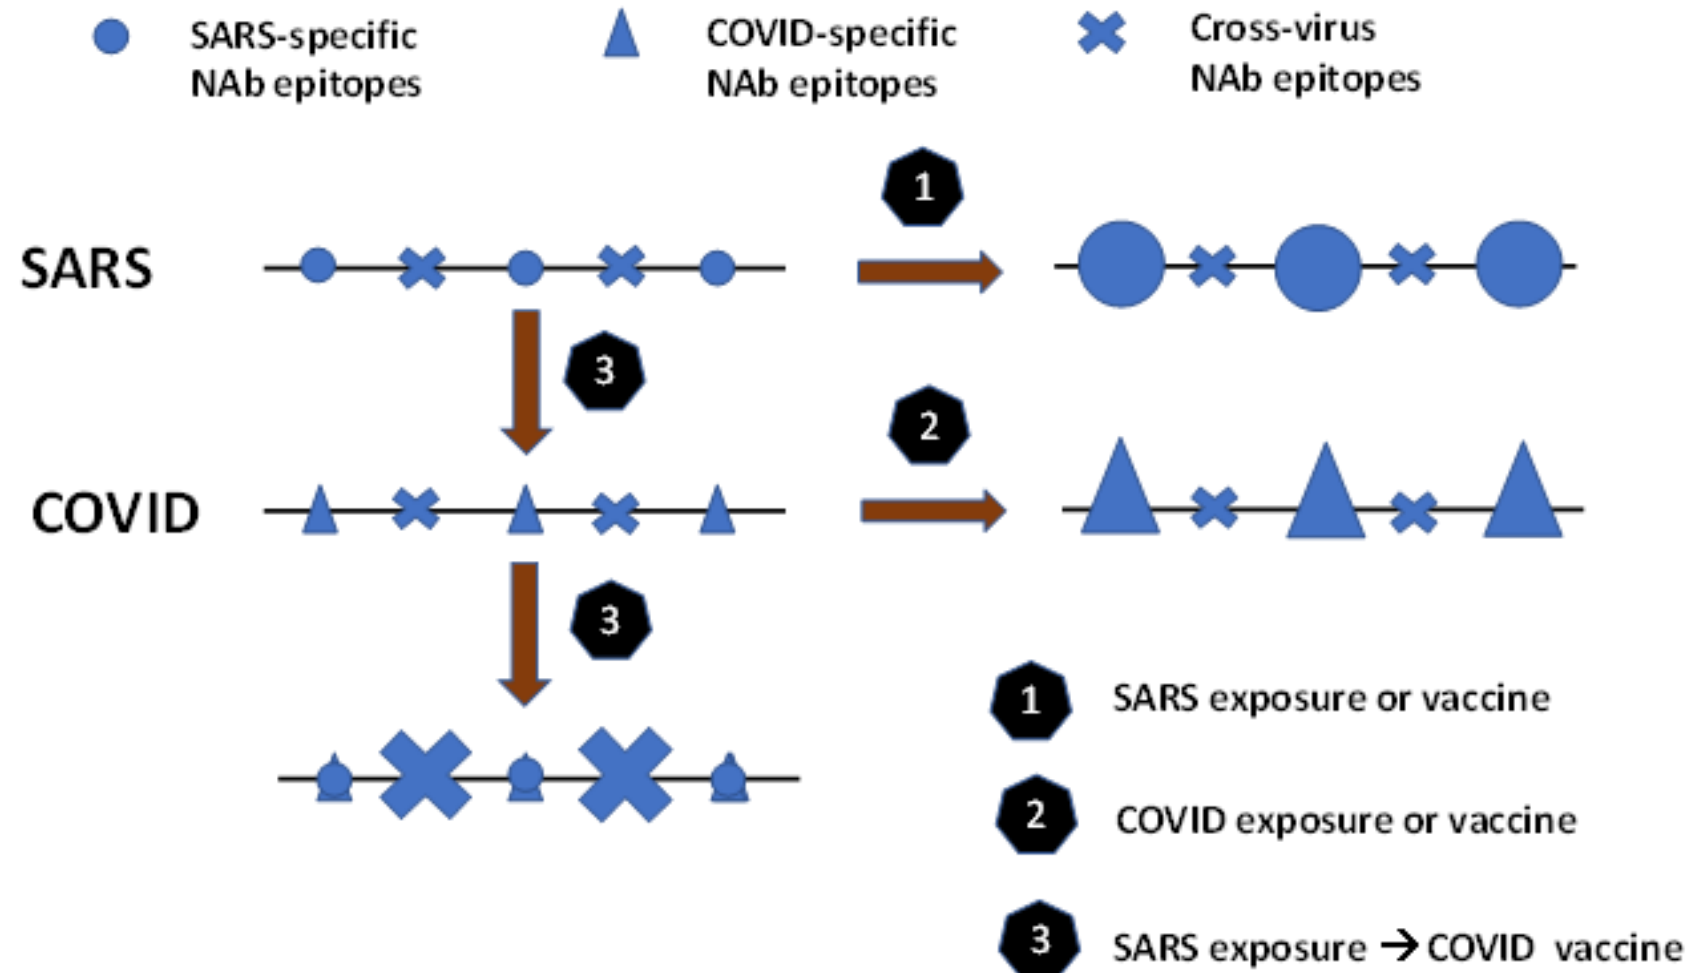 SARS-specific
NAb epitopes
COVID-specific
NAb epitopes
Cross-virus
NAb epitopes
1
SARS
3
2
COVID
3
1 SARS exposure or vaccine
2 COVID exposure or vaccine
3 SARS exposure → COVID vaccine